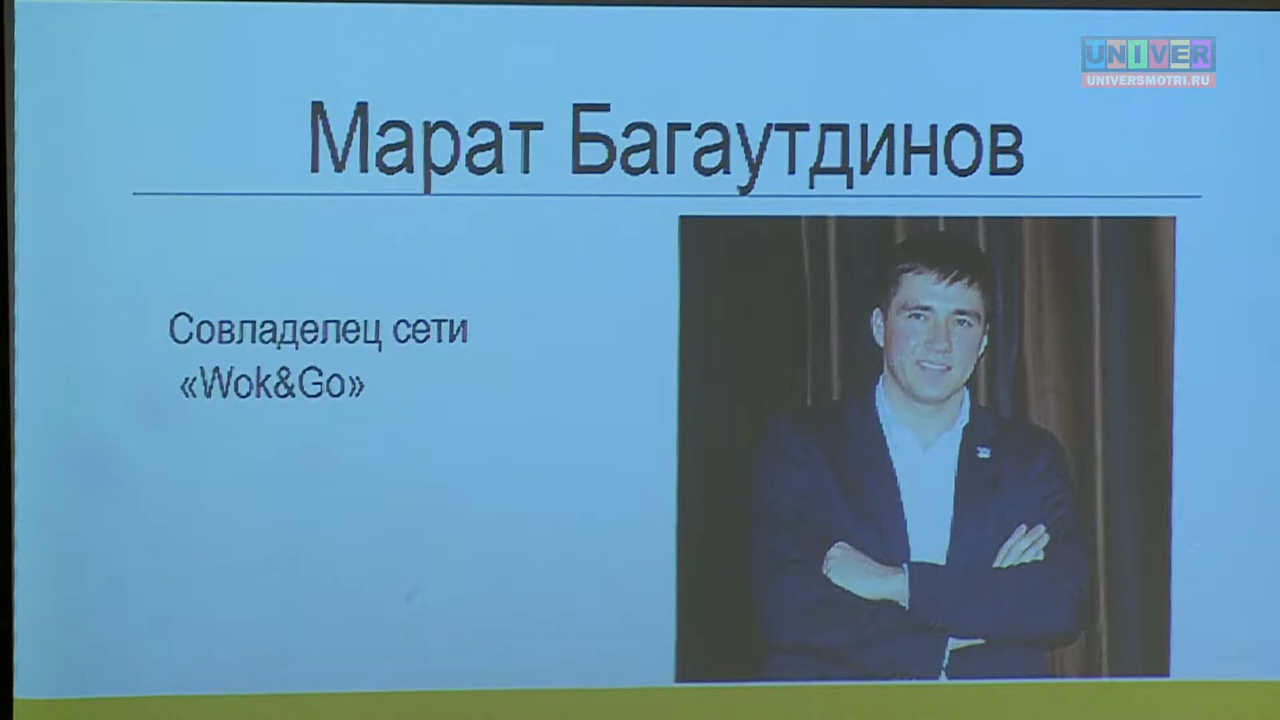 UNIVER
UNIVERSMOTRI.RU
Марат Багаутдинов
Совладелец сети
«Wok&Go»